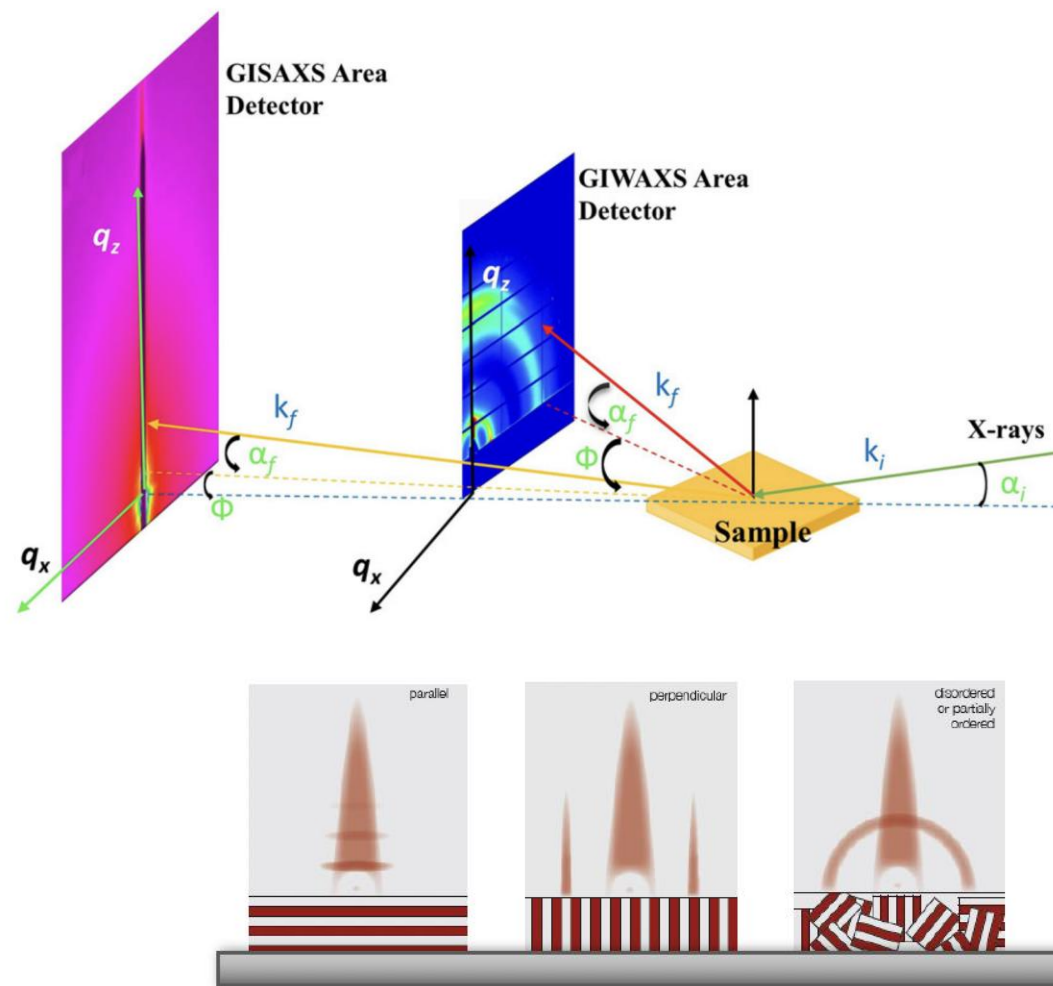 GISAXS Area
Detector
GIWAXS Area
Detector
q_z
q_z
k_f
α_f
Φ
k_f
α_f
Φ
k_i
X-rays
α_i
Sample
q_x
q_x
parallel
perpendicular
disordered
or partially
ordered